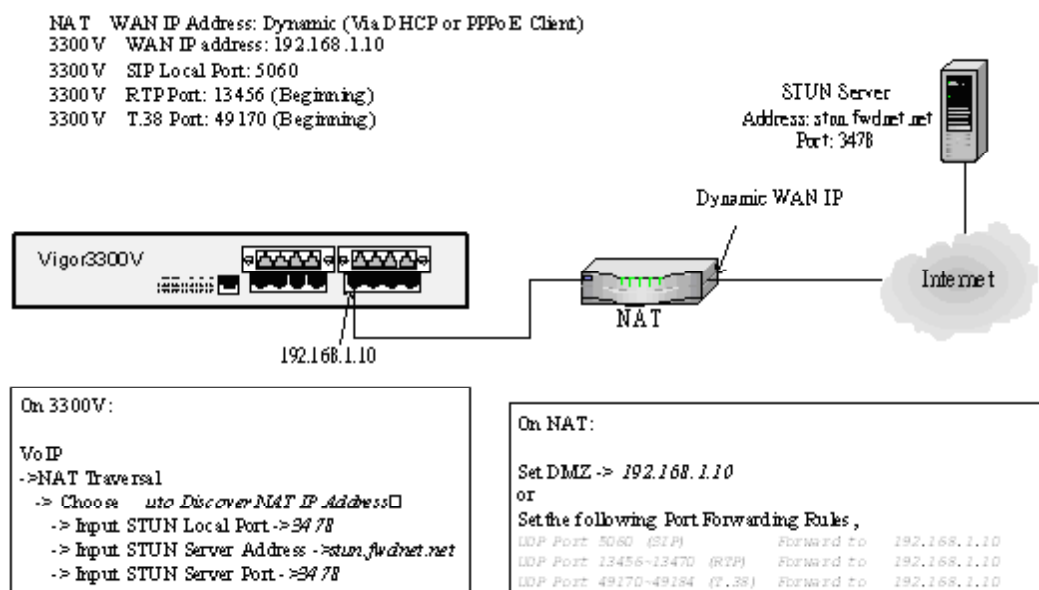 NAT WAN IP Address: Dynamic (Via DHCP or PPPoE Client)
3300V WAN IP address: 192.168.1.10
3300V SIP Local Port: 5060
3300V RTP Port: 13456 (Beginning)
3300V T.38 Port: 49170 (Beginning)
STUN Server
Address: stun.fwdnet.net
Port: 3478
Dynamic WAN IP
Vigor3300V
Internet
NAT
192.168.1.10
On 3300V:
VoIP
->NAT Traversal
-> Choose uto Discover NAT IP Address□
-> Input STUN Local Port ->3478
-> Input STUN Server Address ->stun.fwdnet.net
-> Input STUN Server Port ->3478
On NAT:
Set DMZ -> 192.168.1.10
or
Set the following Port Forwarding Rules,
UDP Port 5060 (SIP) Forward to 192.168.1.10
UDP Port 13456~13470 (RTP) Forward to 192.168.1.10
UDP Port 49170~49184 (T.38) Forward to 192.168.1.10